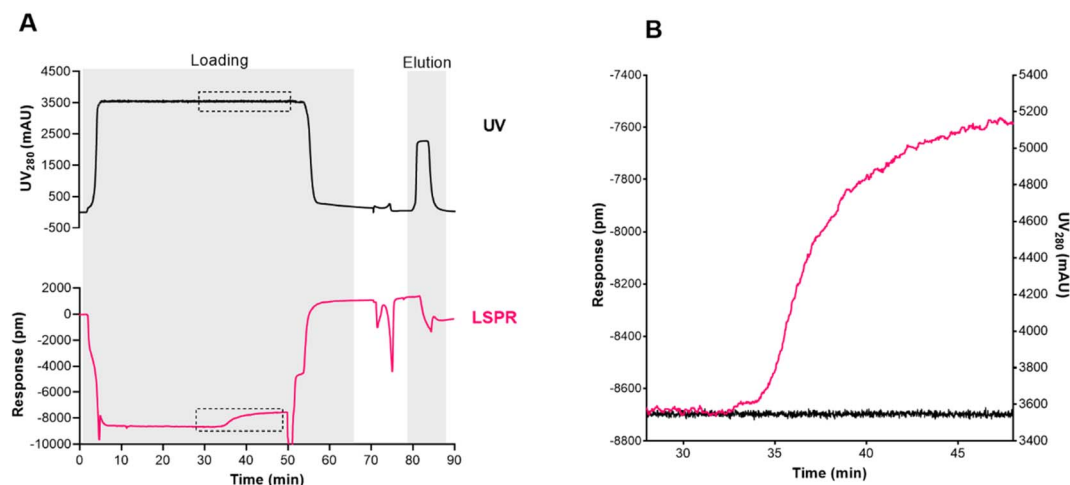 A
Loading
Elution
4500
3500
2500
1500
500
-500
UV280 (mAU)
UV
2000
0
-2000
-4000
-6000
-8000
-10000
Response (pm)
LSPR
0 10 20 30 40 50 60 70 80 90
Time (min)
B
-7400
-7600
-7800
-8000
-8200
-8400
-8600
-8800
Response (pm)
5400
5200
5000
4800
4600
4400
4200
4000
3800
3600
3400
UV280 (mAU)
30 35 40 45
Time (min)